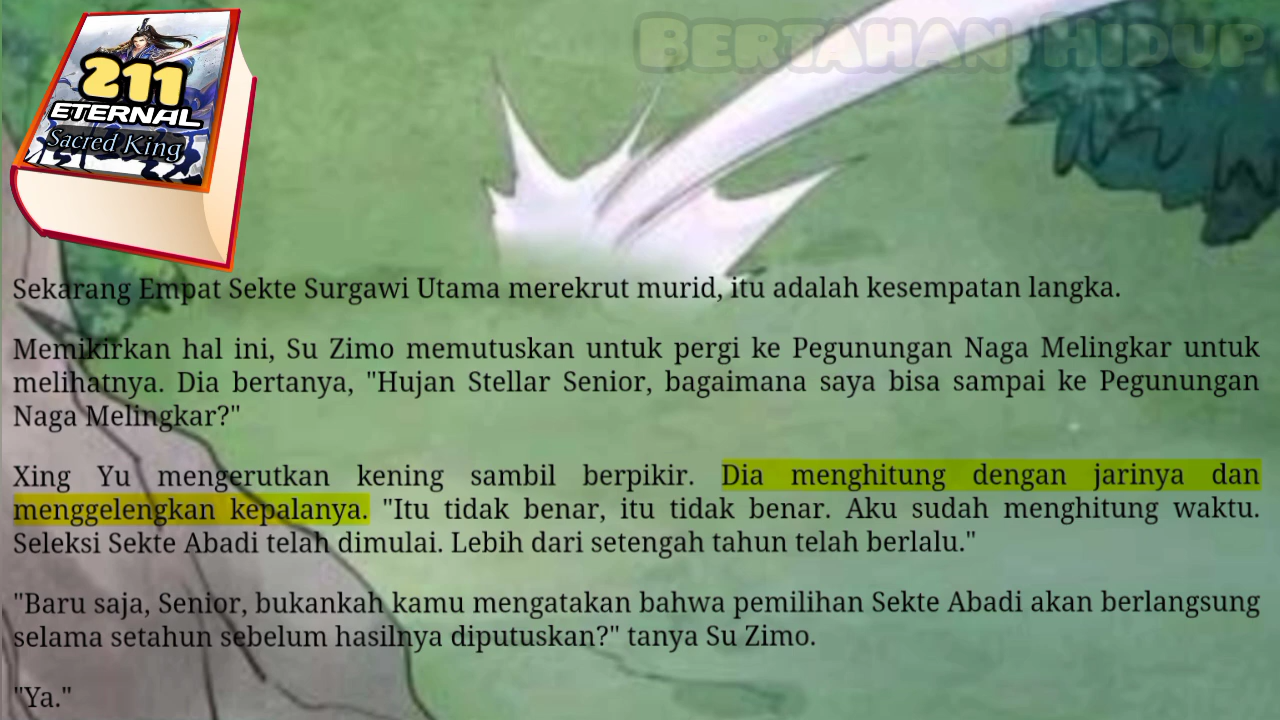 BERTAHAN HIDUP
211
ETERNAL
Sacred King
Sekarang Empat Sekte Surgawi Utama merekrut murid, itu adalah kesempatan langka.
Memikirkan hal ini, Su Zimo memutuskan untuk pergi ke Pegunungan Naga Melingkar untuk
melihatnya. Dia bertanya, "Hujan Stellar Senior, bagaimana saya bisa sampai ke Pegunungan
Naga Melingkar?"
Xing Yu mengerutkan kening sambil berpikir. Dia menghitung dengan jarinya dan
menggelengkan kepalanya. "Itu tidak benar, itu tidak benar. Aku sudah menghitung waktu.
Seleksi Sekte Abadi telah dimulai. Lebih dari setengah tahun telah berlalu."
"Baru saja, Senior, bukankah kamu mengatakan bahwa pemilihan Sekte Abadi akan berlangsung
selama setahun sebelum hasilnya diputuskan?" tanya Su Zimo.
"Ya."